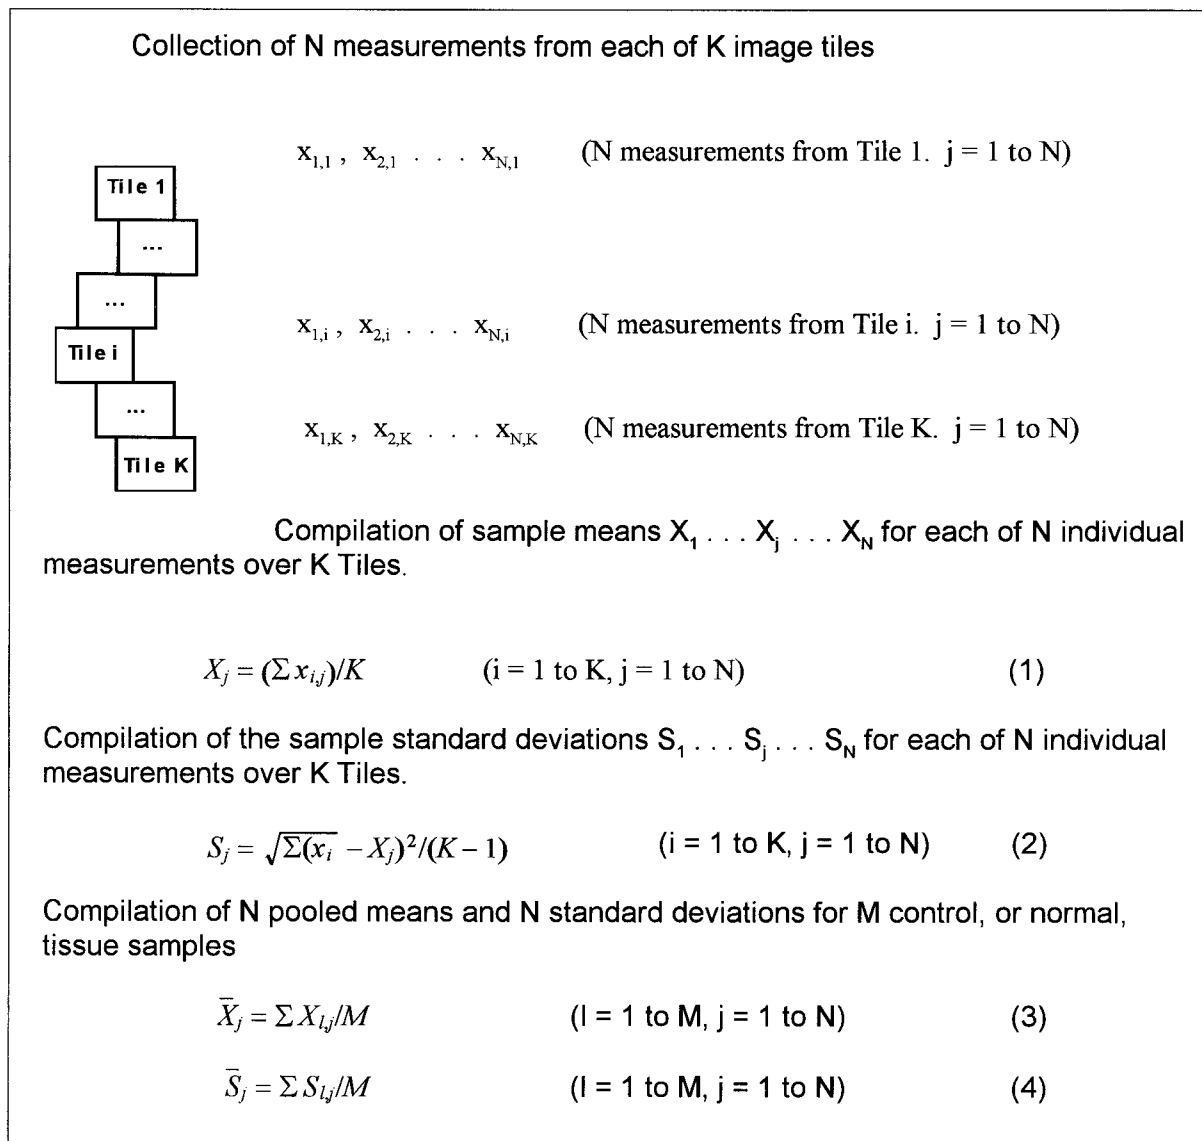 Collection of N measurements from each of K image tiles
x1,1 , x2,1 . . . xN,1 (N measurements from Tile 1. j = 1 to N)
Tile 1
...
...
x1,i , x2,i . . . xN,i (N measurements from Tile i. j = 1 to N)
Tile i
...
x1,K , x2,K . . . xN,K (N measurements from Tile K. j = 1 to N)
Tile K
Compilation of sample means X1 . . . Xj . . . XN for each of N individual
measurements over K Tiles.
Xj = (Σ xi,j)/K (i = 1 to K, j = 1 to N) (1)
Compilation of the sample standard deviations S1 . . . Sj . . . SN for each of N individual
measurements over K Tiles.
Sj = √Σ(xi − Xj)²/(K − 1) (i = 1 to K, j = 1 to N) (2)
Compilation of N pooled means and N standard deviations for M control, or normal,
tissue samples
X̄j = Σ Xl,j/M (l = 1 to M, j = 1 to N) (3)
S̄j = Σ Sl,j/M (l = 1 to M, j = 1 to N) (4)